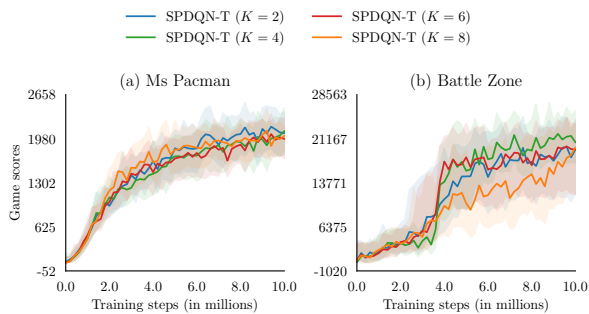 SPDQN-T (K = 2) SPDQN-T (K = 6)
SPDQN-T (K = 4) SPDQN-T (K = 8)
(a) Ms Pacman (b) Battle Zone
2658 28563
1980 21167
1302 13771
625 6375
−52 −1020
Game scores
0.0 2.0 4.0 6.0 8.0 10.0 0.0 2.0 4.0 6.0 8.0 10.0
Training steps (in millions) Training steps (in millions)